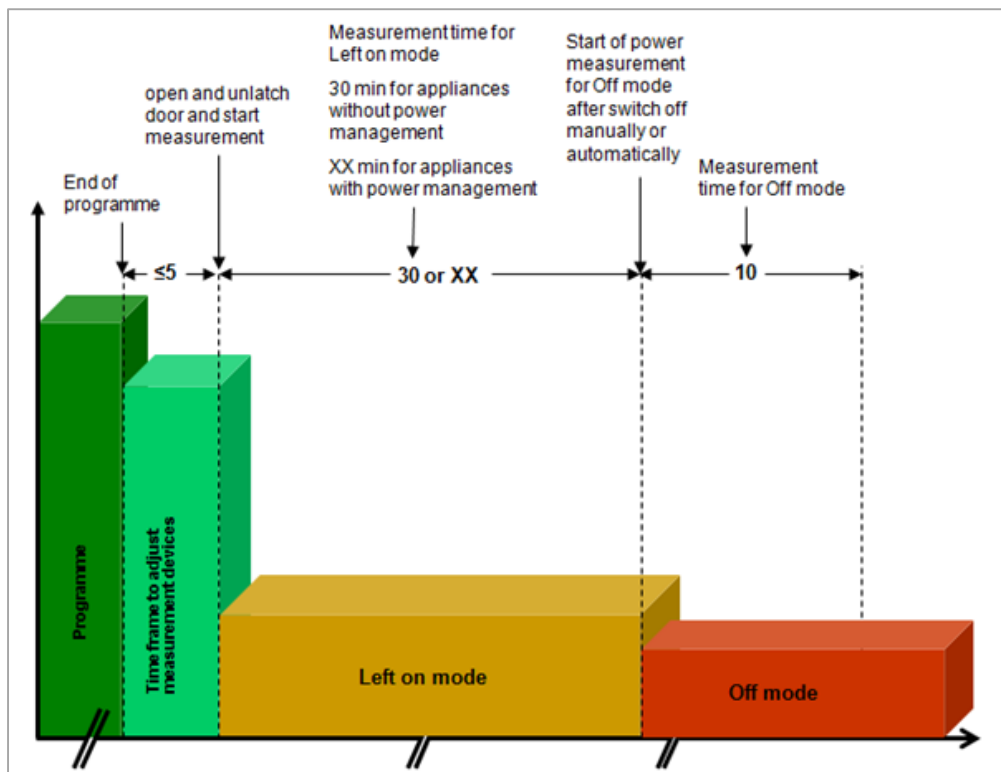 Measurement time for
Left on mode
30 min for appliances
without power
management
XX min for appliances
with power management
Start of power
measurement
for Off mode
after switch off
manually or
automatically
open and unlatch
door and start
measurement
Measurement
time for Off mode
End of
programme
≤5
30 or XX
10
Programme
Time frame to adjust
measurement devices
Left on mode
Off mode